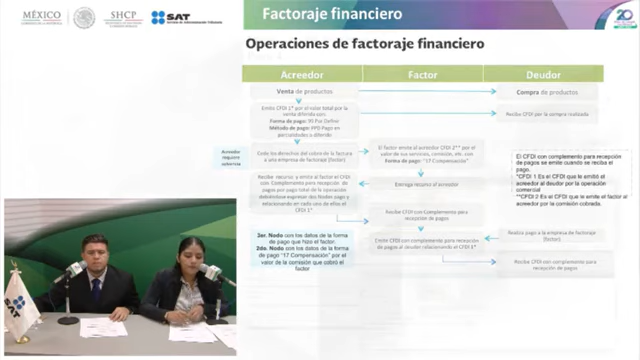 MÉXICO
GOBIERNO DE LA REPÚBLICA
SHCP
SAT
Factoraje financiero
20
Operaciones de factoraje financiero
Acreedor
Factor
Deudor
Venta de productos
Compra de productos
Emite CFDI 1* por el valor total por la
venta diferida con:
Forma de pago: 99 Por Definir
Método de pago: PPD Pago en
parcialidades o diferido
Recibe CFDI por la compra realizada
Acreedor
requiere
solvencia
Cede los derechos del cobro de la factura
a una empresa de factoraje (factor)
El factor emite al acreedor CFDI 2** por el
valor de sus servicios, comisión, etc. con
Forma de pago: "17 Compensación"
El CFDI con complemento para recepción
de pagos se emite cuando se reciba el
pago.
*CFDI 1 Es el CFDI que le emitió el
acreedor al deudor por la operación
comercial
**CFDI 2 Es el CFDI que le emite el factor al
acreedor por la comisión cobrada.
Recibe recurso y emite al factor el CFDI
con Complemento para recepción de
pagos por pago total de la operación
debiéndose expresar dos Nodos pago y
relacionando en cada uno de ellos el
CFDI 1*
Entrega recurso al acreedor
Recibe CFDI con Complemento para
recepción de pagos
1er. Nodo con los datos de la forma
de pago que hizo el factor.
2do. Nodo con los datos de la forma
de pago "17 Compensación" por el
valor de la comisión que cobró el
factor
Emite CFDI con complemento para recepción
de pagos al deudor relacionando el CFDI 1*
Realiza pago a la empresa de factoraje
(factor)
Recibe CFDI con complemento para
recepción de pagos
SAT